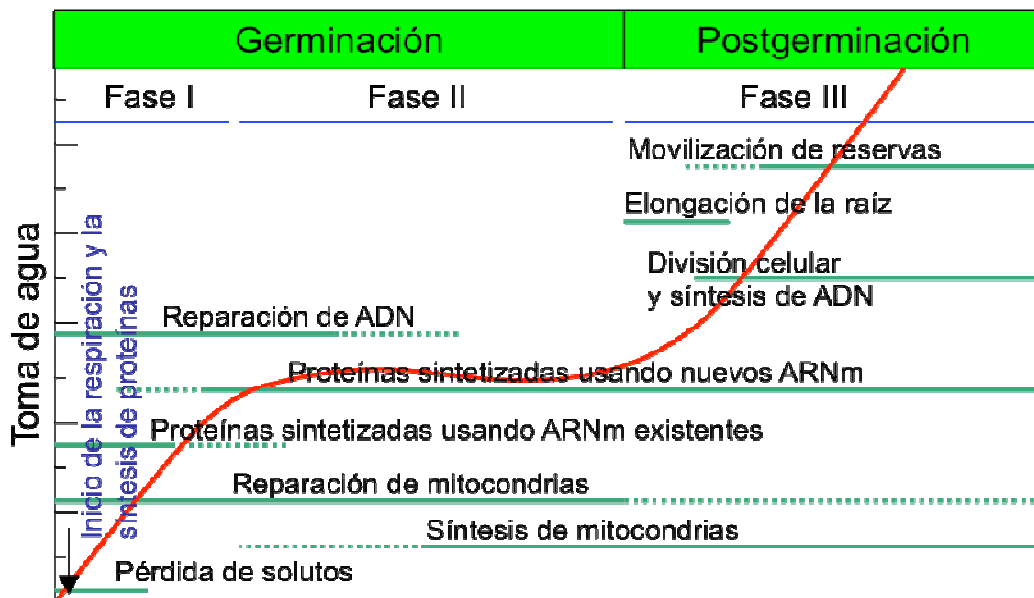 Germinación
Postgerminación
Fase I
Fase II
Fase III
Movilización de reservas
Elongación de la raíz
División celular
y síntesis de ADN
Reparación de ADN
Proteínas sintetizadas usando nuevos ARNm
Proteínas sintetizadas usando ARNm existentes
Reparación de mitocondrias
Síntesis de mitocondrias
Pérdida de solutos
Toma de agua
Inicio de la respiración y la
síntesis de proteínas